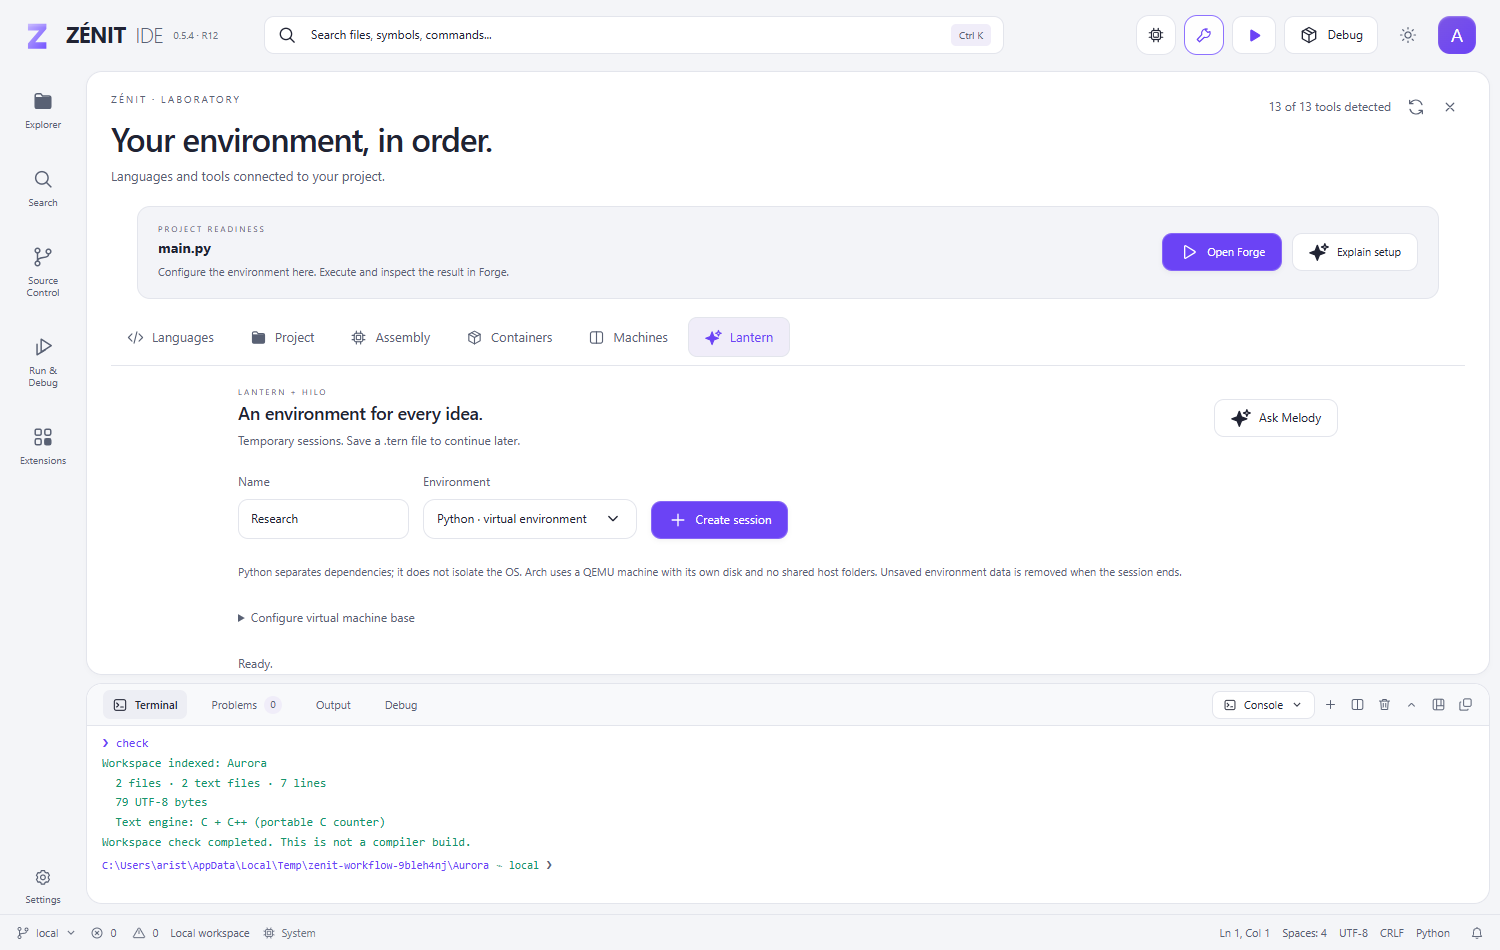 ZÉNIT IDE 0.5.4 · R12
Search files, symbols, commands...
Ctrl K
Debug
A
Explorer
Search
Source
Control
Run &
Debug
Extensions
Settings
ZÉNIT · LABORATORY
13 of 13 tools detected
Your environment, in order.
Languages and tools connected to your project.
PROJECT READINESS
main.py
Configure the environment here. Execute and inspect the result in Forge.
Open Forge
Explain setup
Languages
Project
Assembly
Containers
Machines
Lantern
LANTERN + HILO
An environment for every idea.
Temporary sessions. Save a .tern file to continue later.
Ask Melody
Name
Environment
Research
Python · virtual environment
Create session
Python separates dependencies; it does not isolate the OS. Arch uses a QEMU machine with its own disk and no shared host folders. Unsaved environment data is removed when the session ends.
Configure virtual machine base
Ready.
Terminal
Problems 0
Output
Debug
Console
❯ check
Workspace indexed: Aurora
2 files · 2 text files · 7 lines
79 UTF-8 bytes
Text engine: C + C++ (portable C counter)
Workspace check completed. This is not a compiler build.
C:\Users\arist\AppData\Local\Temp\zenit-workflow-9bleh4nj\Aurora ~ local ❯
local
0
0
Local workspace
System
Ln 1, Col 1
Spaces: 4
UTF-8
CRLF
Python